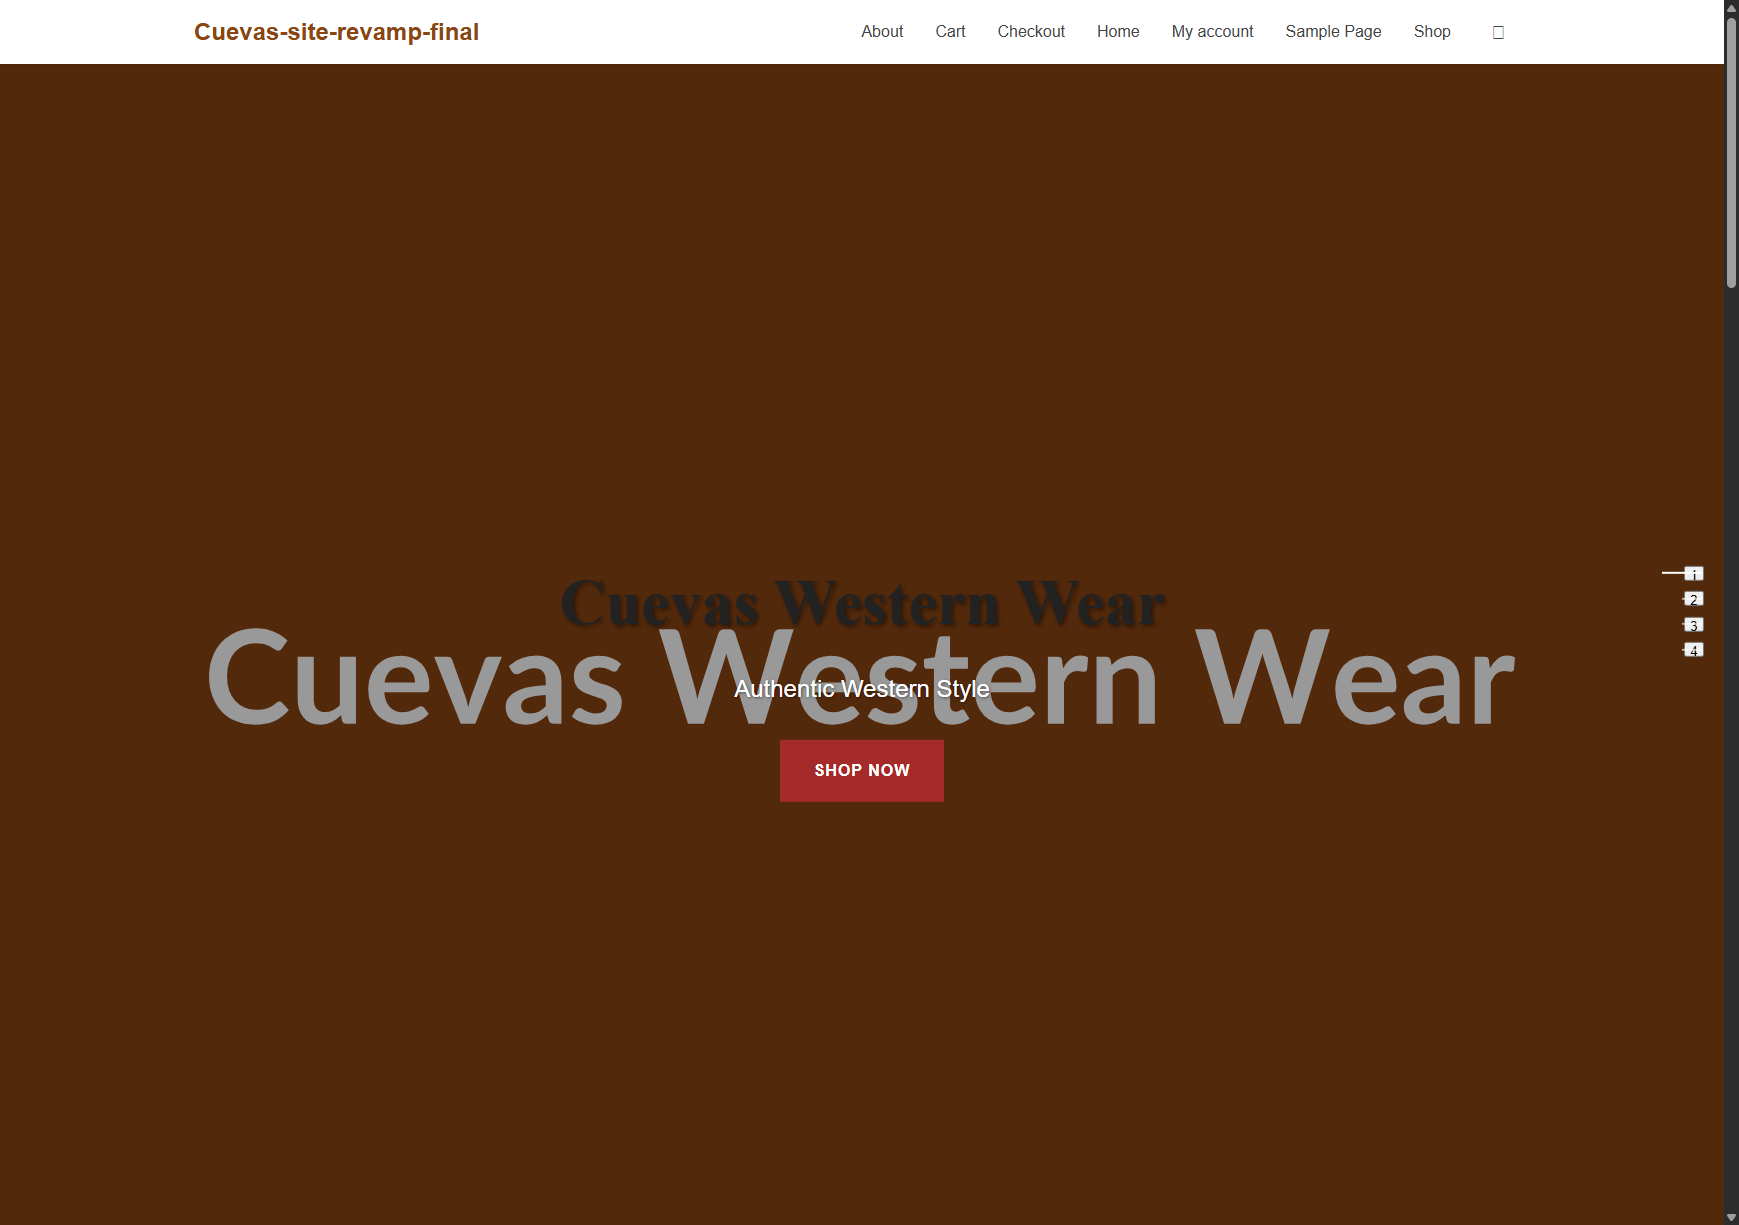 Cuevas-site-revamp-final
About Cart Checkout Home My account Sample Page Shop
Cuevas Western Wear
Cuevas Western Wear
Authentic Western Style
SHOP NOW
1
2
3
4